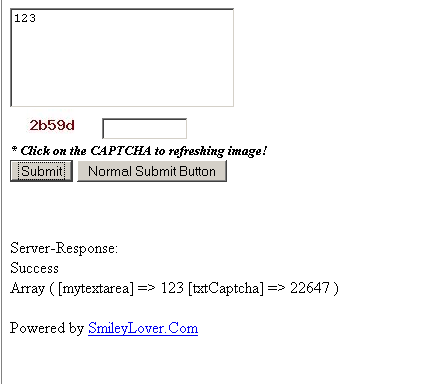 123
2b59d
* Click on the CAPTCHA to refreshing image!
Submit Normal Submit Button
Server-Response:
Success
Array ( [mytextarea] => 123 [txtCaptcha] => 22647 )
Powered by SmileyLover.Com